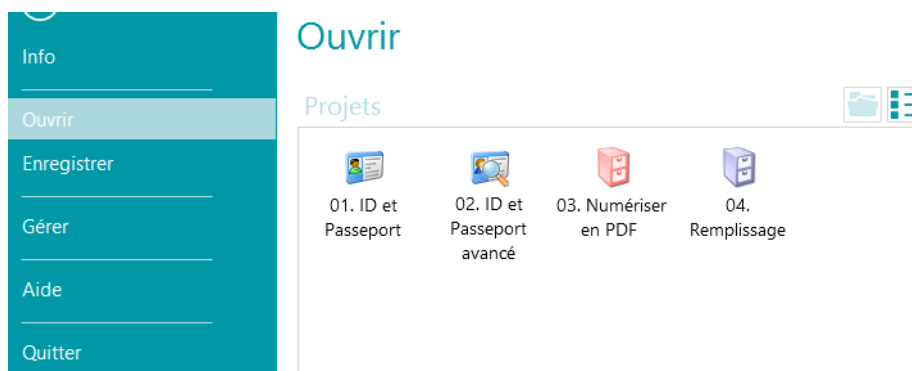 Info
Ouvrir
Enregistrer
Gérer
Aide
Quitter
Ouvrir
Projets
01. ID et
Passeport
02. ID et
Passeport
avancé
03. Numériser
en PDF
04.
Remplissage